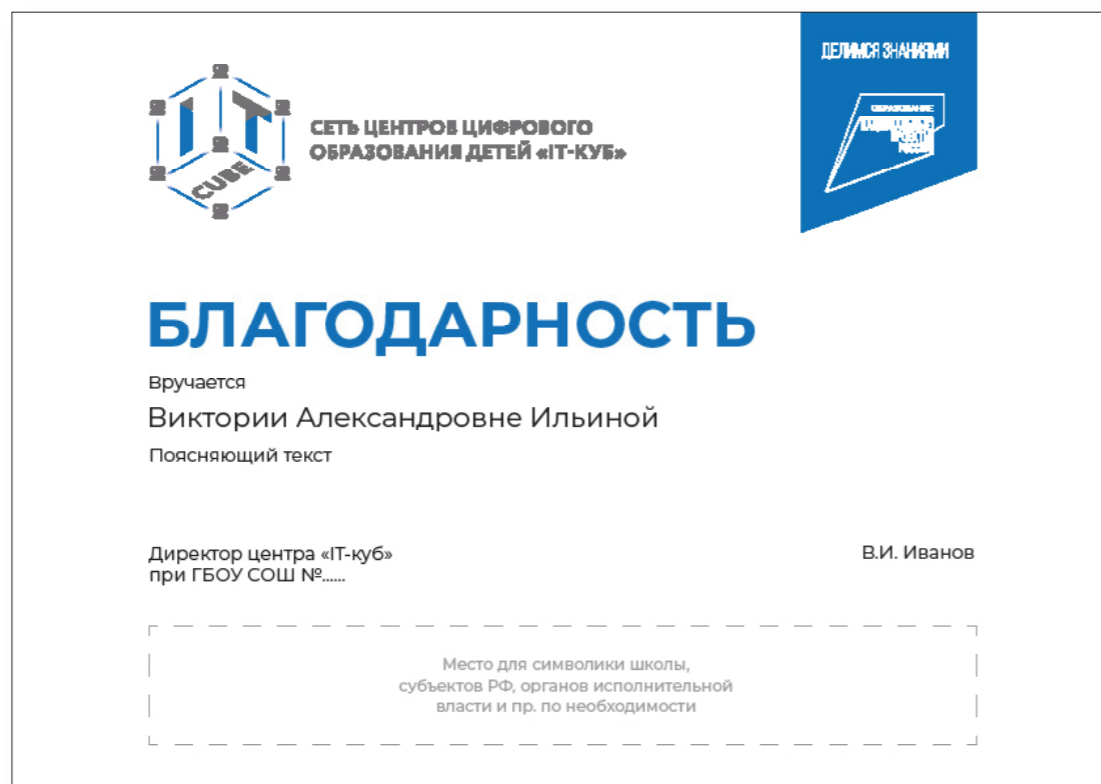 ДЕЛИМСЯ ЗНАНИЯМИ
ОБРАЗОВАНИЕ
IT
CUBE
СЕТЬ ЦЕНТРОВ ЦИФРОВОГО
ОБРАЗОВАНИЯ ДЕТЕЙ «IT-КУБ»
БЛАГОДАРНОСТЬ
Вручается
Виктории Александровне Ильиной
Поясняющий текст
Директор центра «IT-куб»
при ГБОУ СОШ №......
В.И. Иванов
Место для символики школы,
субъектов РФ, органов исполнительной
власти и пр. по необходимости